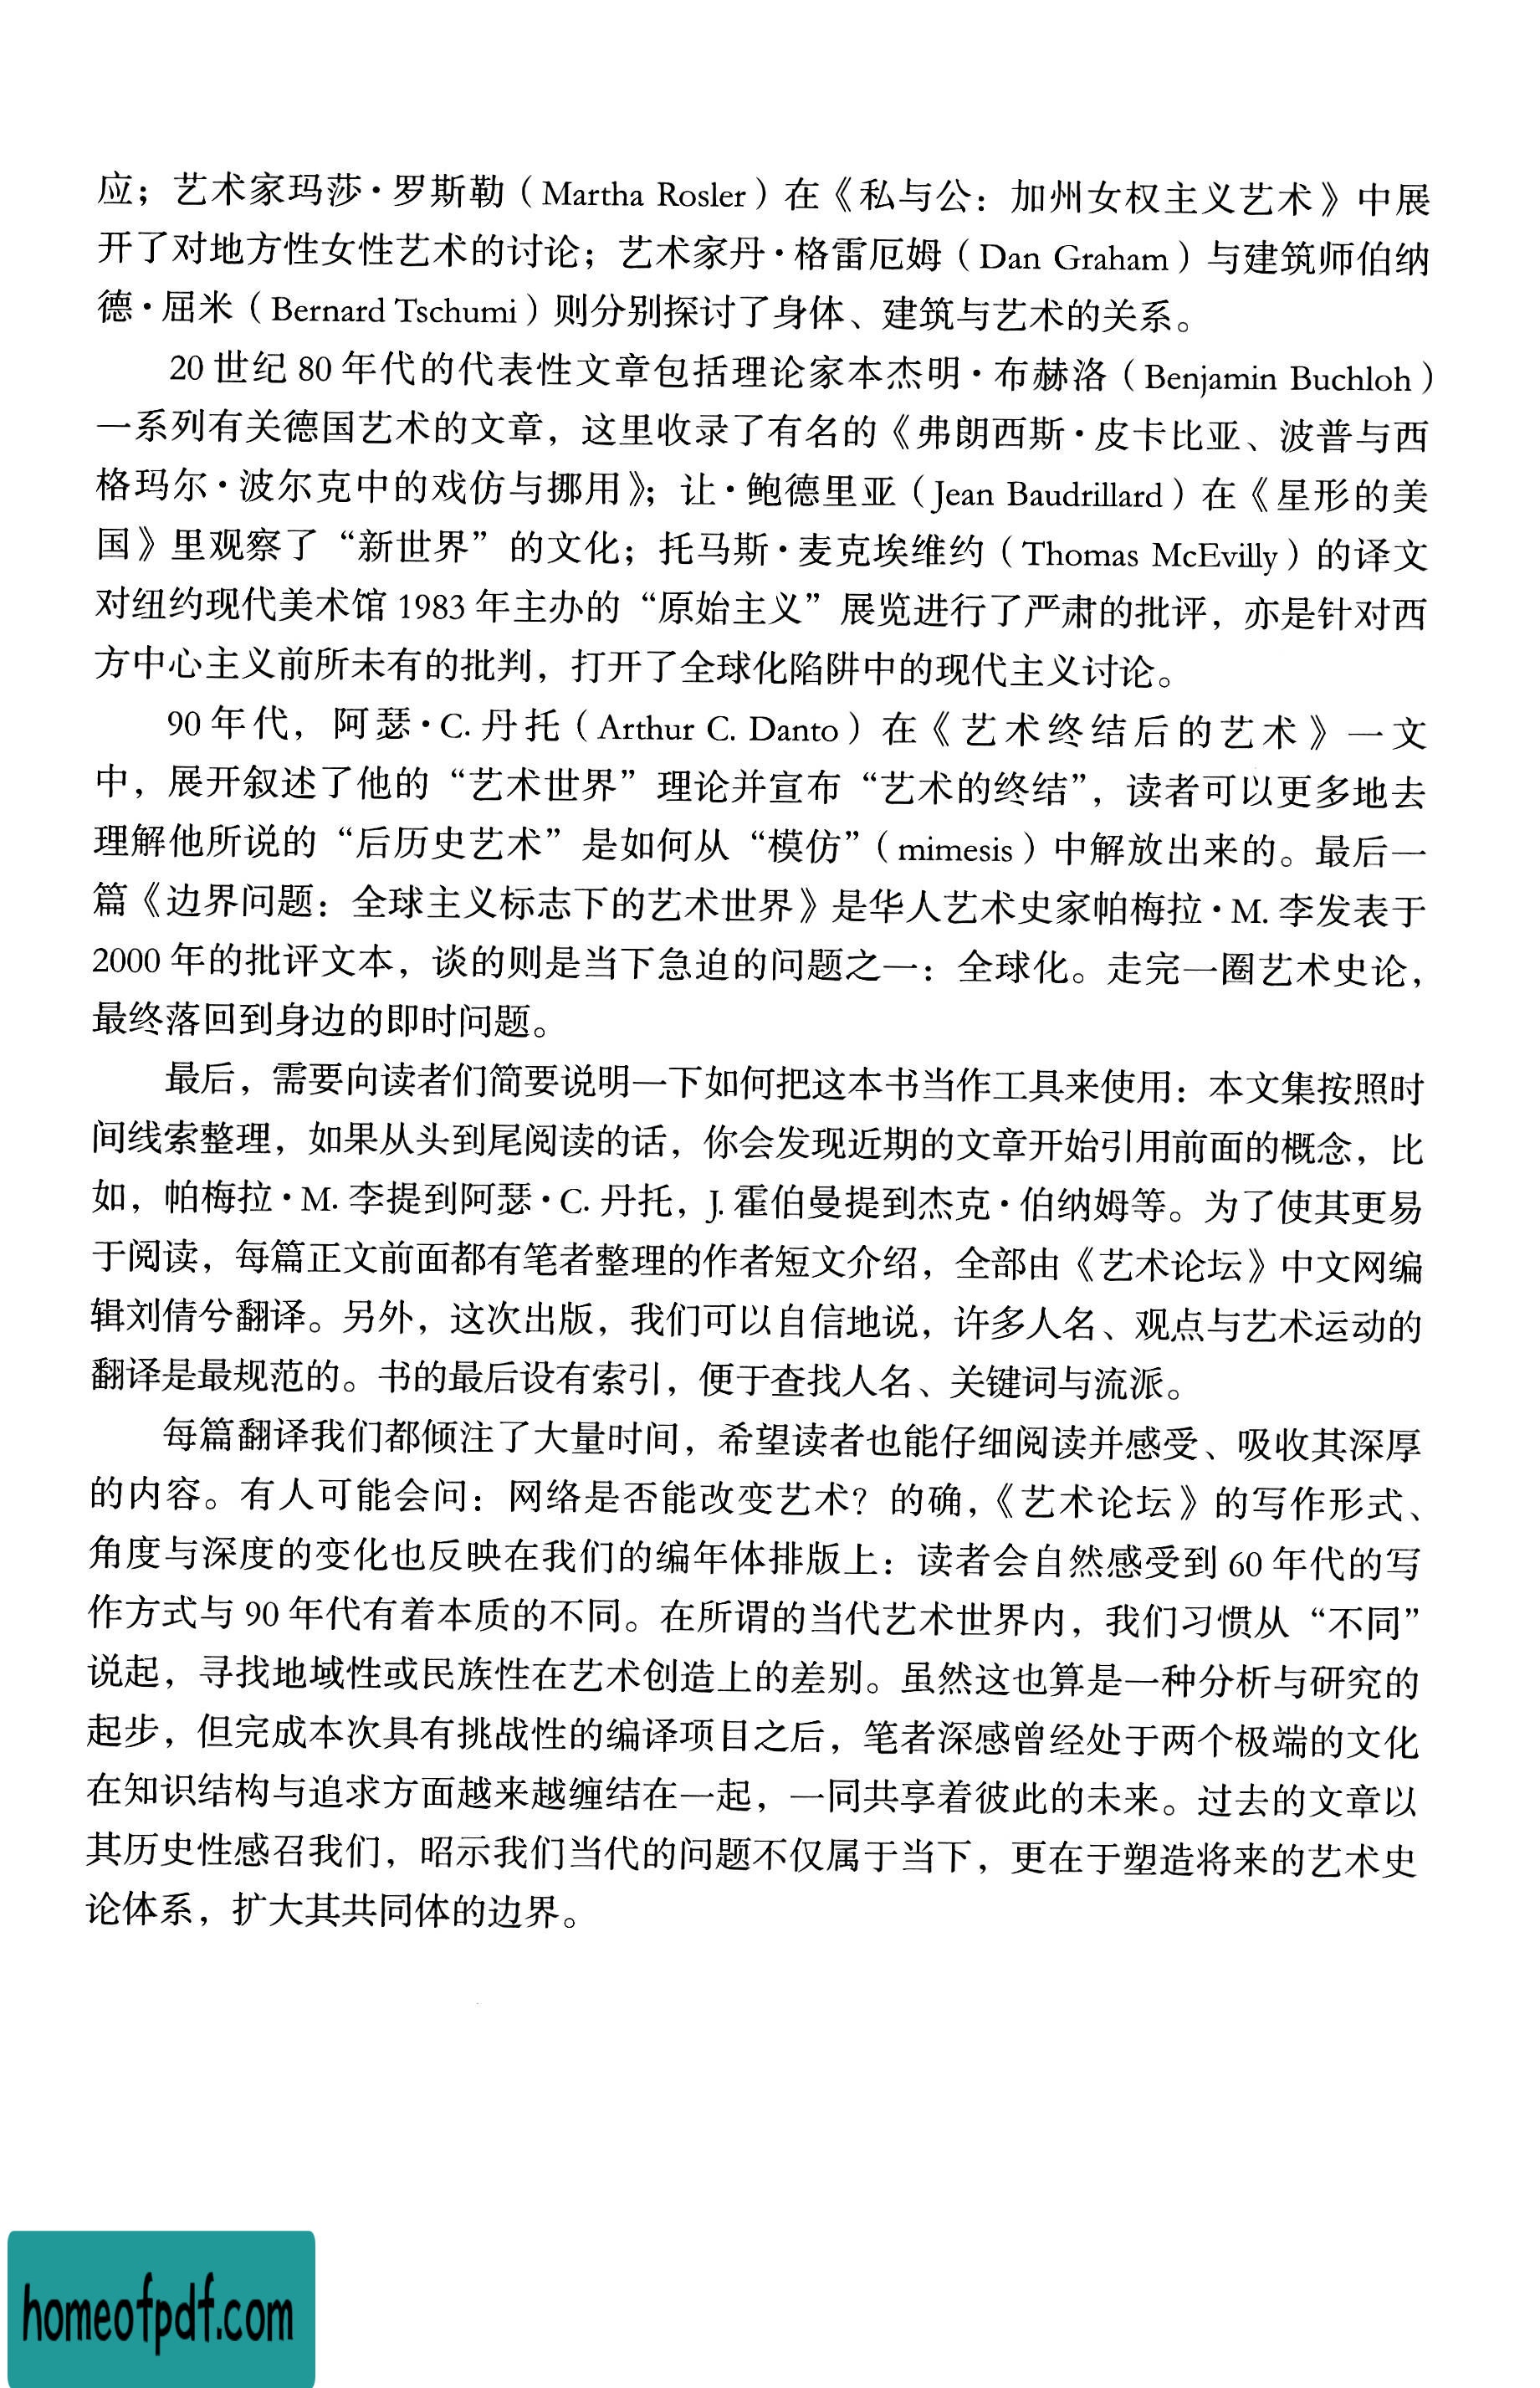 应；艺术家玛莎·罗斯勒（Martha Rosler）在《私与公：加州女权主义艺术》中展
开了对地方性女性艺术的讨论；艺术家丹·格雷厄姆（Dan Graham）与建筑师伯纳
德·屈米（Bernard Tschumi）则分别探讨了身体、建筑与艺术的关系。
20 世纪 80 年代的代表性文章包括理论家本杰明·布赫洛（Benjamin Buchloh）
一系列有关德国艺术的文章，这里收录了有名的《弗朗西斯·皮卡比亚、波普与西
格玛尔·波尔克中的戏仿与挪用》；让·鲍德里亚（Jean Baudrillard）在《星形的美
国》里观察了“新世界”的文化；托马斯·麦克埃维约（Thomas McEvilly）的译文
对纽约现代美术馆 1983 年主办的“原始主义”展览进行了严肃的批评，亦是针对西
方中心主义前所未有的批判，打开了全球化陷阱中的现代主义讨论。
90 年代，阿瑟·C. 丹托（Arthur C. Danto）在《艺术终结后的艺术》一文
中，展开叙述了他的“艺术世界”理论并宣布“艺术的终结”，读者可以更多地去
理解他所说的“后历史艺术”是如何从“模仿”（mimesis）中解放出来的。最后一
篇《边界问题：全球主义标志下的艺术世界》是华人艺术史家帕梅拉·M. 李发表于
2000 年的批评文本，谈的则是当下急迫的问题之一：全球化。走完一圈艺术史论，
最终落回到身边的即时问题。
最后，需要向读者们简要说明一下如何把这本书当作工具来使用：本文集按照时
间线索整理，如果从头到尾阅读的话，你会发现近期的文章开始引用前面的概念，比
如，帕梅拉·M. 李提到阿瑟·C. 丹托，J. 霍伯曼提到杰克·伯纳姆等。为了使其更易
于阅读，每篇正文前面都有笔者整理的作者短文介绍，全部由《艺术论坛》中文网编
辑刘倩兮翻译。另外，这次出版，我们可以自信地说，许多人名、观点与艺术运动的
翻译是最规范的。书的最后设有索引，便于查找人名、关键词与流派。
每篇翻译我们都倾注了大量时间，希望读者也能仔细阅读并感受、吸收其深厚
的内容。有人可能会问：网络是否能改变艺术？的确，《艺术论坛》的写作形式、
角度与深度的变化也反映在我们的编年体排版上：读者会自然感受到 60 年代的写
作方式与 90 年代有着本质的不同。在所谓的当代艺术世界内，我们习惯从“不同”
说起，寻找地域性或民族性在艺术创造上的差别。虽然这也算是一种分析与研究的
起步，但完成本次具有挑战性的编译项目之后，笔者深感曾经处于两个极端的文化
在知识结构与追求方面越来越缠结在一起，一同共享着彼此的未来。过去的文章以
其历史性感召我们，昭示我们当代的问题不仅属于当下，更在于塑造将来的艺术史
论体系，扩大其共同体的边界。
homeofpdf.com